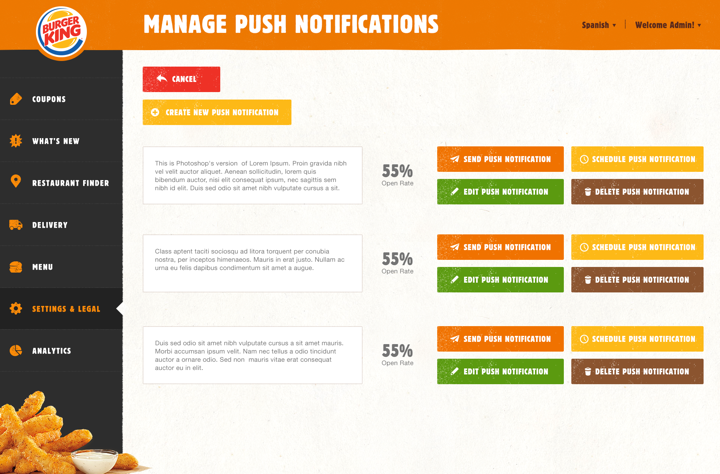 BURGER
KING
MANAGE PUSH NOTIFICATIONS
Spanish
Welcome Admin!
COUPONS
WHAT'S NEW
RESTAURANT FINDER
DELIVERY
MENU
SETTINGS & LEGAL
ANALYTICS
CANCEL
CREATE NEW PUSH NOTIFICATION
This is Photoshop's version of Lorem Ipsum. Proin gravida nibh
vel velit auctor aliquet. Aenean sollicitudin, lorem quis
bibendum auctor, nisi elit consequat ipsum, nec sagittis sem
nibh id elit. Duis sed odio sit amet nibh vulputate cursus a sit.
55%
Open Rate
SEND PUSH NOTIFICATION
SCHEDULE PUSH NOTIFICATION
EDIT PUSH NOTIFICATION
DELETE PUSH NOTIFICATION
Class aptent taciti sociosqu ad litora torquent per conubia
nostra, per inceptos himenaeos. Mauris in erat justo. Nullam ac
urna eu felis dapibus condimentum sit amet a augue.
55%
Open Rate
SEND PUSH NOTIFICATION
SCHEDULE PUSH NOTIFICATION
EDIT PUSH NOTIFICATION
DELETE PUSH NOTIFICATION
Duis sed odio sit amet nibh vulputate cursus a sit amet mauris.
Morbi accumsan ipsum velit. Nam nec tellus a odio tincidunt
auctor a ornare odio. Sed non mauris vitae erat consequat
auctor eu in elit.
55%
Open Rate
SEND PUSH NOTIFICATION
SCHEDULE PUSH NOTIFICATION
EDIT PUSH NOTIFICATION
DELETE PUSH NOTIFICATION